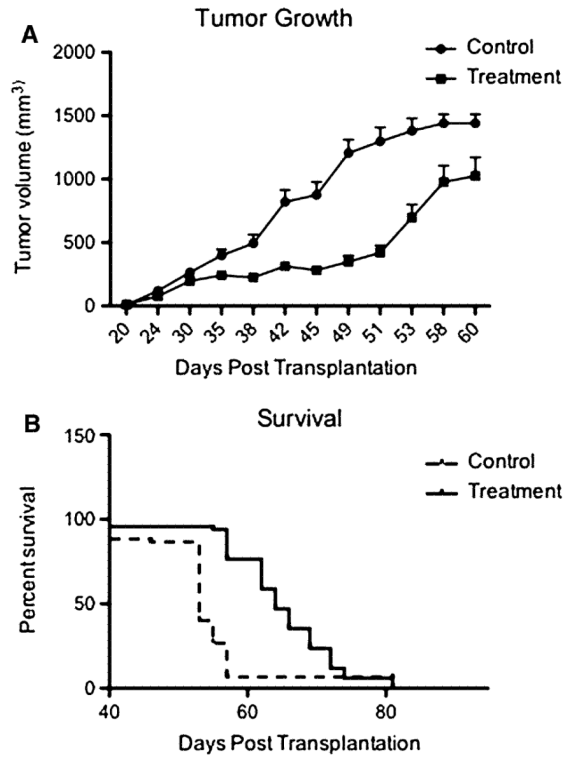 A
Tumor Growth
Control
Treatment
Tumor volume (mm³)
2000
1500
1000
500
0
20 24 30 35 38 42 45 49 51 53 58 60
Days Post Transplantation
B
Survival
Control
Treatment
Percent survival
150
100
50
0
40 60 80
Days Post Transplantation